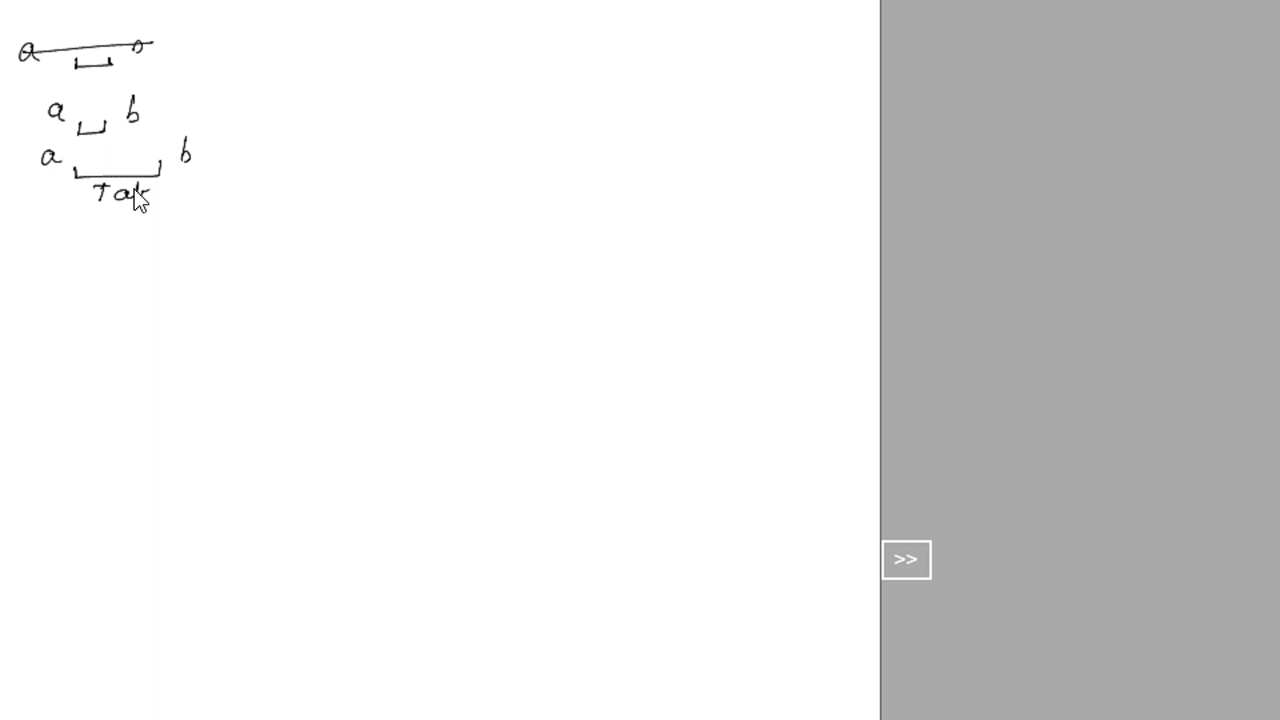 a ␣ b
a ␣ b
Tab
>>